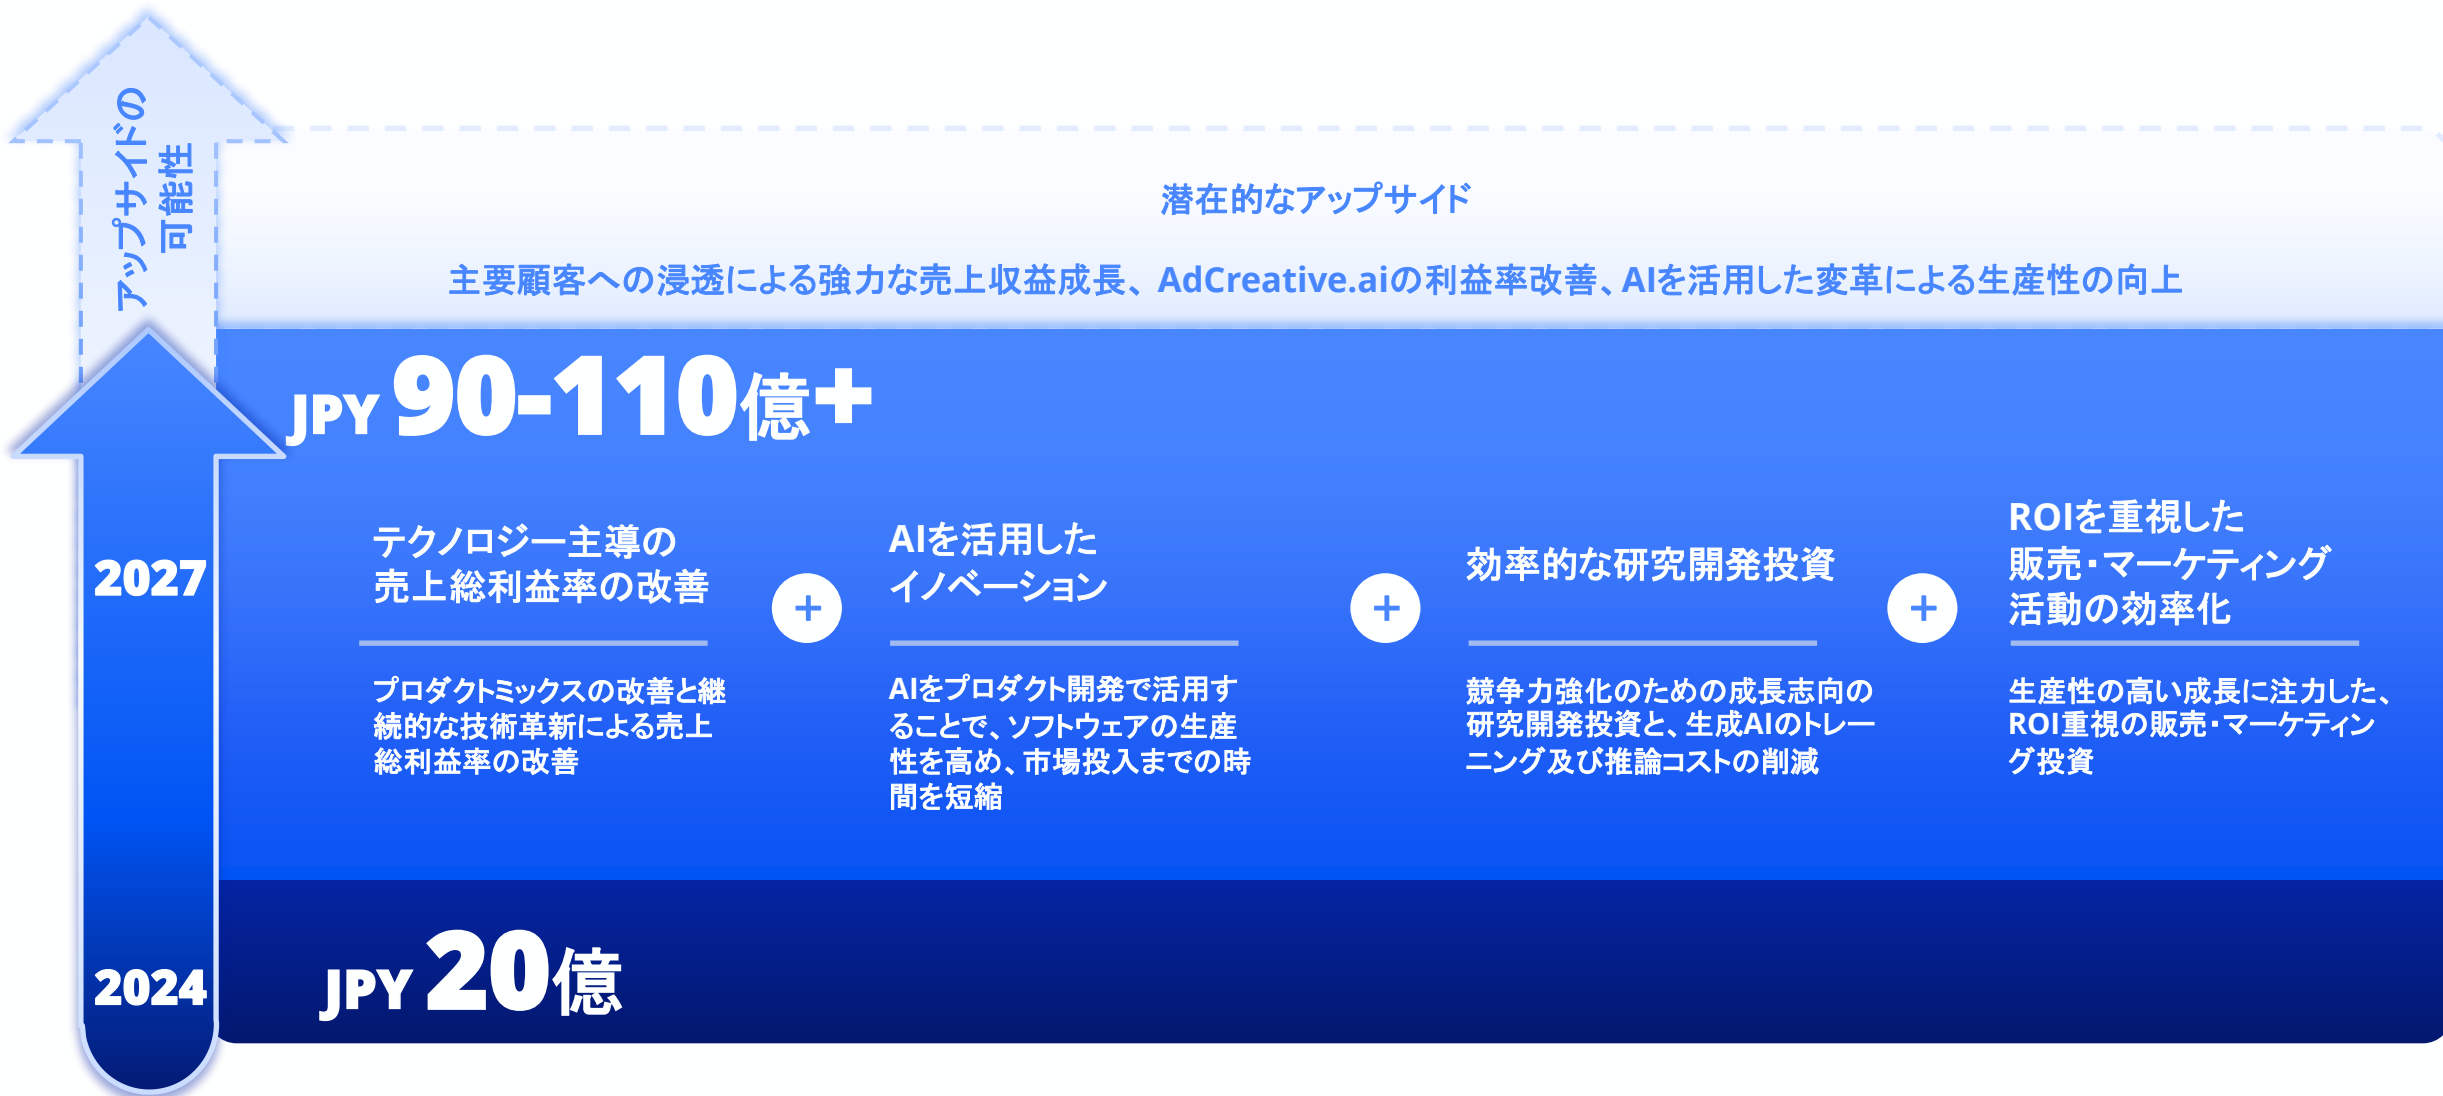 アップサイドの
可能性
潜在的なアップサイド
主要顧客への浸透による強力な売上収益成長、AdCreative.aiの利益率改善、AIを活用した変革による生産性の向上
JPY 90-110億+
2027
テクノロジー主導の
売上総利益率の改善
プロダクトミックスの改善と継
続的な技術革新による売上
総利益率の改善
+
AIを活用した
イノベーション
AIをプロダクト開発で活用す
ることで、ソフトウェアの生産
性を高め、市場投入までの時
間を短縮
+
効率的な研究開発投資
競争力強化のための成長志向の
研究開発投資と、生成AIのトレー
ニング及び推論コストの削減
+
ROIを重視した
販売・マーケティング
活動の効率化
生産性の高い成長に注力した、
ROI重視の販売・マーケティン
グ投資
2024
JPY 20億